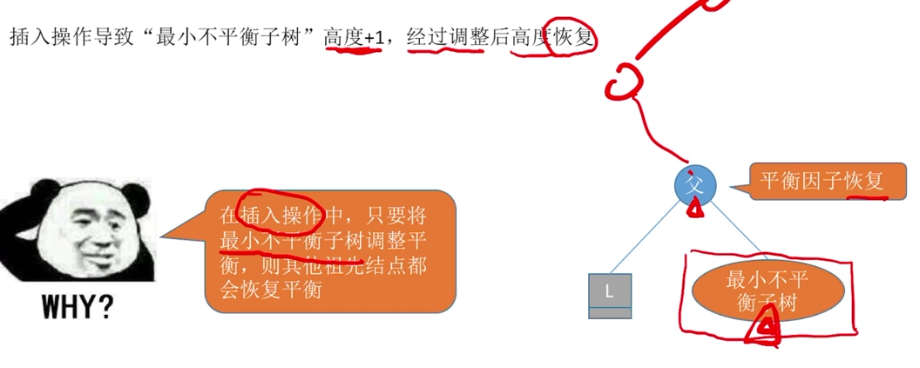 插入操作导致“最小不平衡子树”高度+1，经过调整后高度恢复
父
平衡因子恢复
在插入操作中，只要将
最小不平衡子树调整平
衡，则其他祖先结点都
会恢复平衡
WHY?
L
最小不平
衡子树